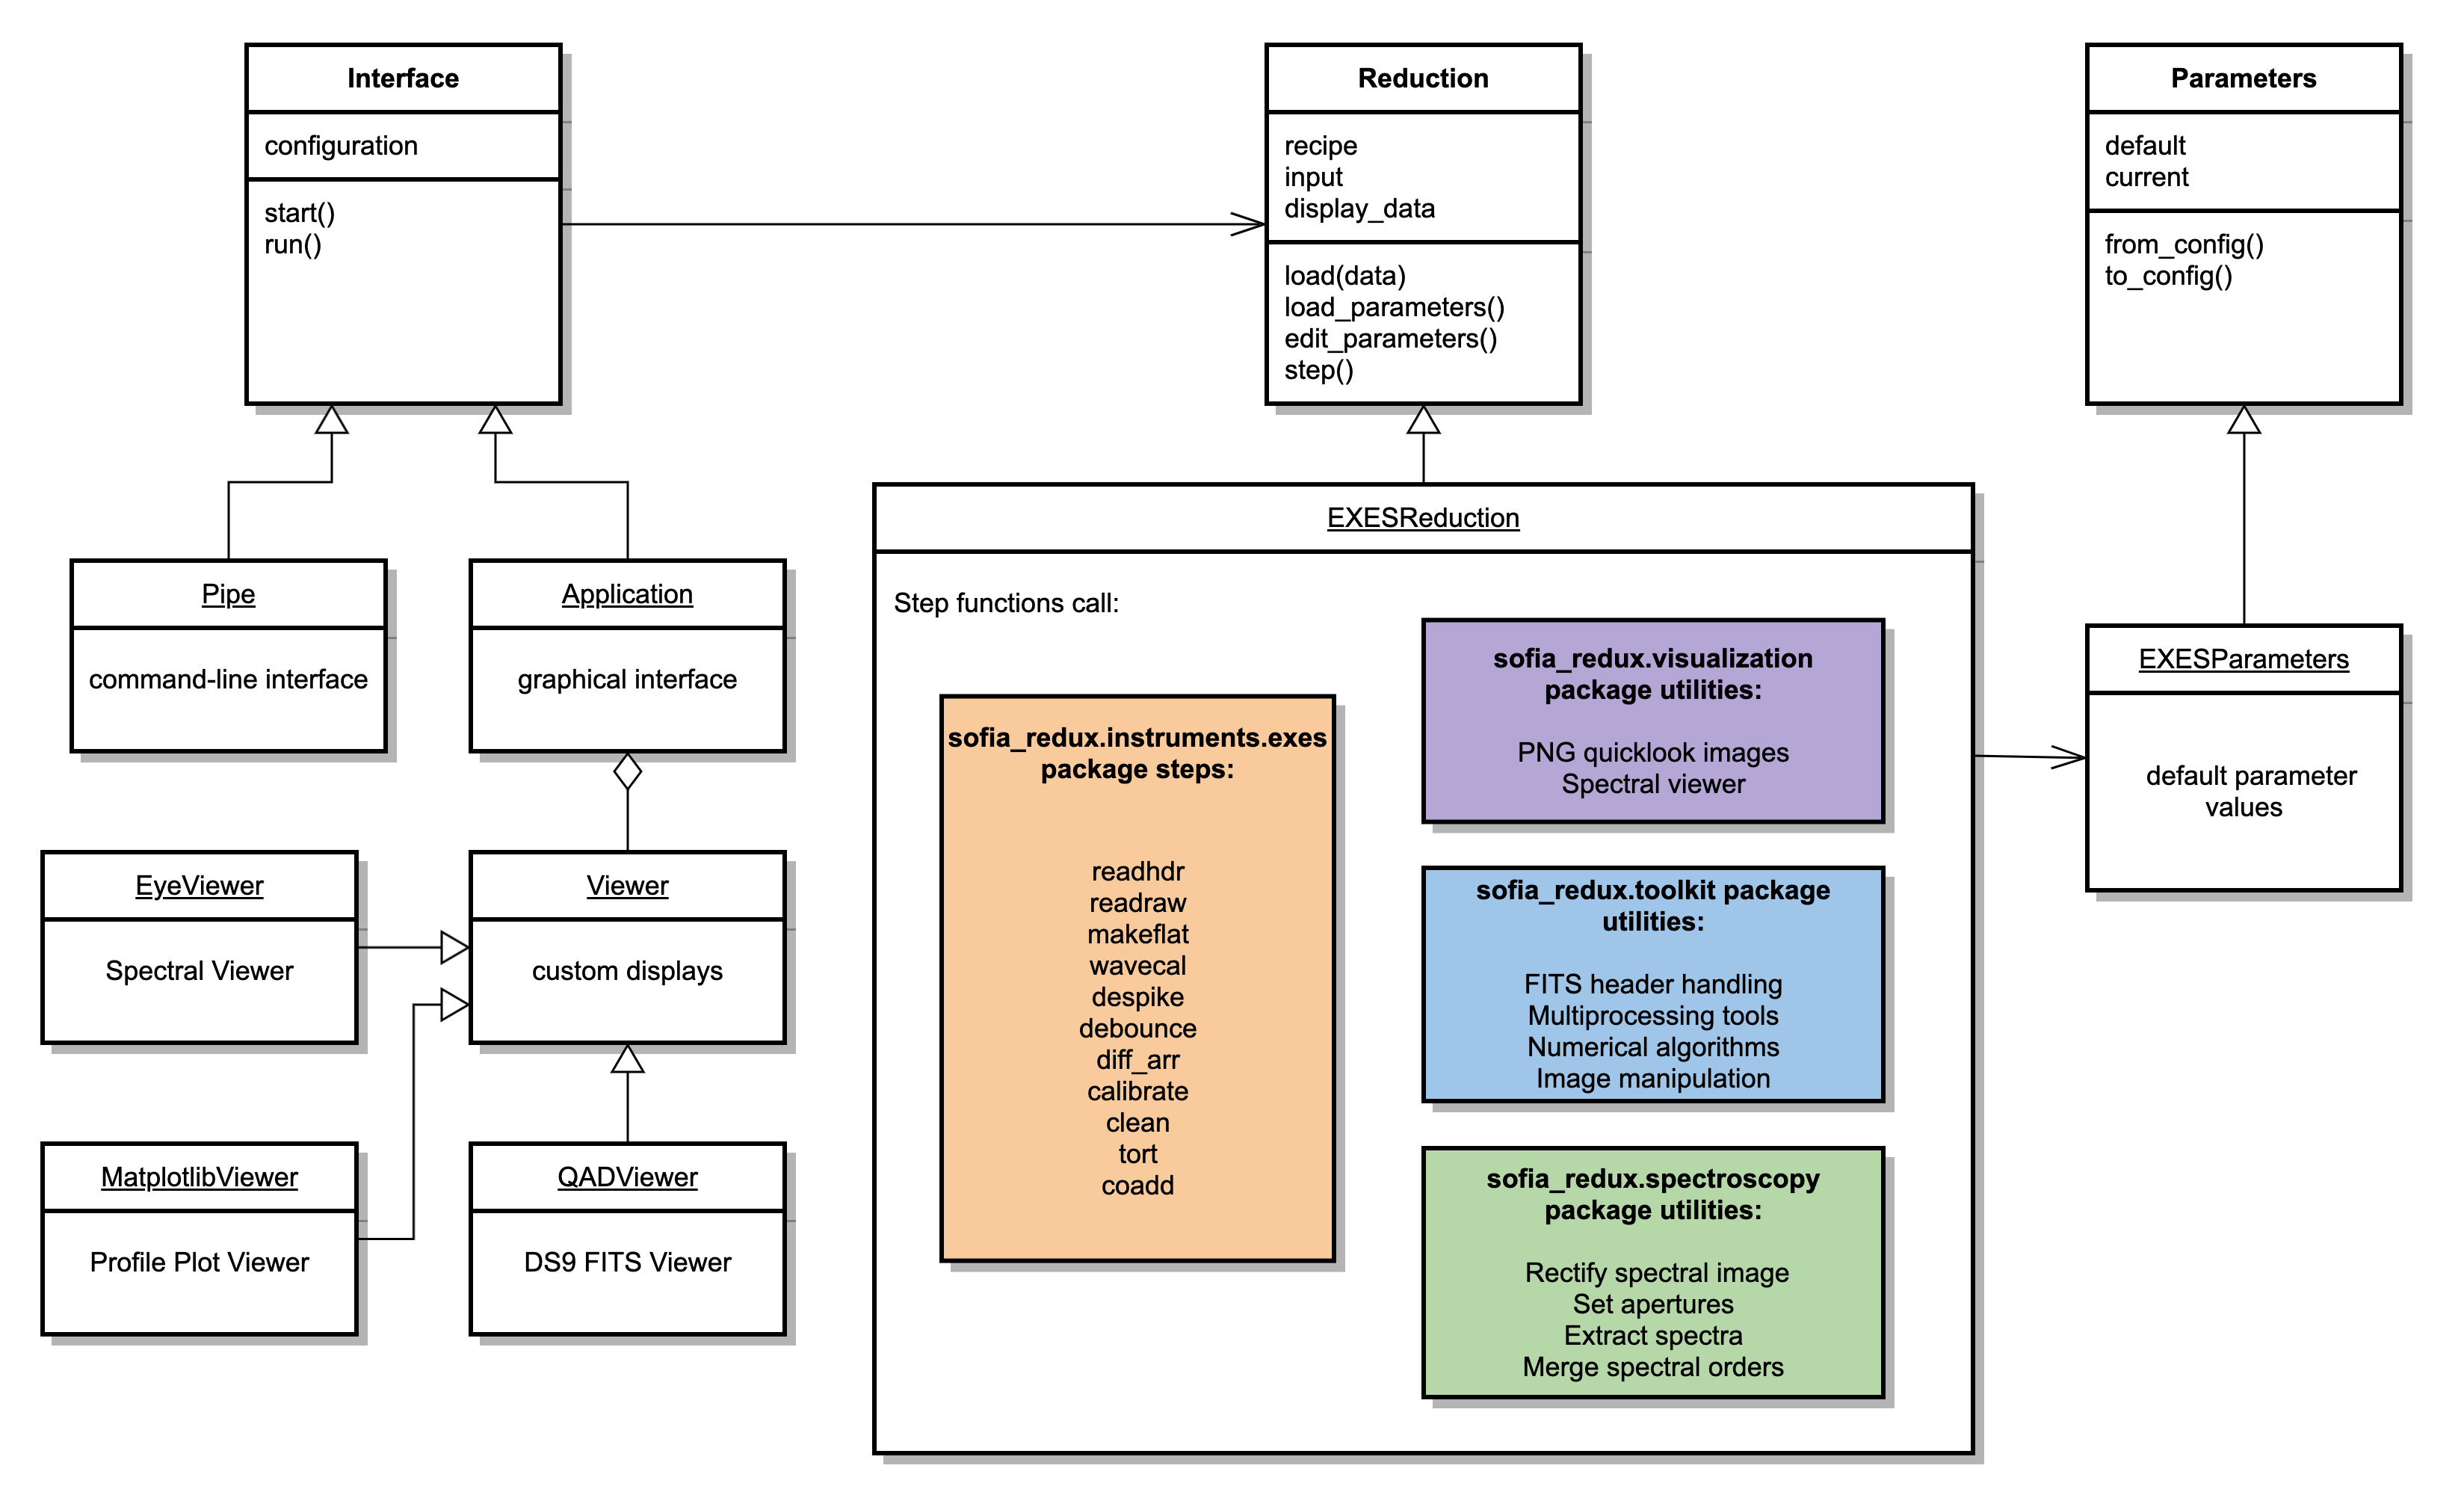 Interface
configuration
start()
run()
Reduction
recipe
input
display_data
load(data)
load_parameters()
edit_parameters()
step()
Parameters
default
current
from_config()
to_config()
Pipe
command-line interface
Application
graphical interface
EyeViewer
Spectral Viewer
Viewer
custom displays
MatplotlibViewer
Profile Plot Viewer
QADViewer
DS9 FITS Viewer
EXESReduction
Step functions call:
sofia_redux.instruments.exes
package steps:
readhdr
readraw
makeflat
wavecal
despike
debounce
diff_arr
calibrate
clean
tort
coadd
sofia_redux.visualization
package utilities:
PNG quicklook images
Spectral viewer
sofia_redux.toolkit package
utilities:
FITS header handling
Multiprocessing tools
Numerical algorithms
Image manipulation
sofia_redux.spectroscopy
package utilities:
Rectify spectral image
Set apertures
Extract spectra
Merge spectral orders
EXESParameters
default parameter
values